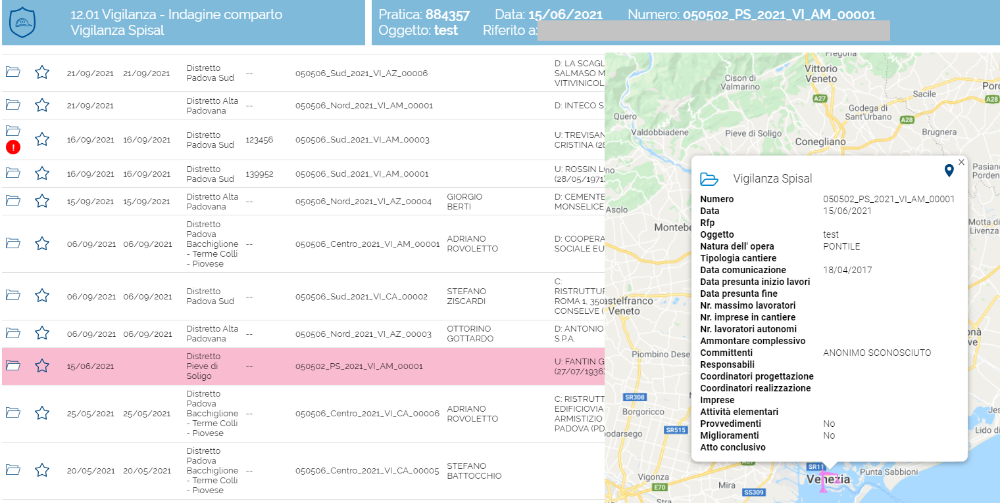 12.01 Vigilanza - Indagine comparto
Vigilanza Spisal
Pratica: 884357 Data: 15/06/2021 Numero: 050502_PS_2021_VI_AM_00001
Oggetto: test Riferito a:
21/09/2021 21/09/2021 Distretto Padova Sud -- 050506_Sud_2021_VI_AZ_00006 D: LA SCAGL
SALMASO M
VITIVINICOL
21/09/2021 Distretto Alta Padovana -- 050506_Nord_2021_VI_AM_00001 D: INTECO S
16/09/2021 16/09/2021 Distretto Padova Sud 123456 050506_Sud_2021_VI_AM_00003 U: TREVISAN
CRISTINA (28
!
16/09/2021 16/09/2021 Distretto Padova Sud 139952 050506_Sud_2021_VI_AM_00001 U: ROSSIN L
(28/05/1971
15/09/2021 15/09/2021 Distretto Alta Padovana -- 050506_Nord_2021_VI_AZ_00004 GIORGIO BERTI D: CEMENTE
MONSELICE
06/09/2021 06/09/2021 Distretto Padova Bacchiglione - Terme Colli - Piovese -- 050506_Centro_2021_VI_AM_00001 ADRIANO ROVOLETTO D: COOPERA
SOCIALE EU
06/09/2021 06/09/2021 Distretto Padova Sud -- 050506_Sud_2021_VI_CA_00002 STEFANO ZISCARDI C:
RISTRUTTUR
ROMA 1, 350
CONSELVE (
06/09/2021 06/09/2021 Distretto Alta Padovana -- 050506_Nord_2021_VI_AZ_00003 OTTORINO GOTTARDO D: ANTONIO
S.P.A.
15/06/2021 Distretto Pieve di Soligo -- 050502_PS_2021_VI_AM_00001 U: FANTIN G
(27/07/1936
25/05/2021 25/05/2021 Distretto Padova Bacchiglione - Terme Colli - Piovese -- 050506_Centro_2021_VI_CA_00006 ADRIANO ROVOLETTO C: RISTRUTT
EDIFICIOVIA
ARMISTIZIO
PADOVA (PD
20/05/2021 20/05/2021 Distretto Padova Bacchiglione - Terme Colli - Piovese -- 050506_Centro_2021_VI_CA_00005 STEFANO BATTOCCHIO
Fregona
Vittorio
Veneto
Cison di
Valmarino
A27
Sacile
Pord
A28
Godega di
Sant'Urbano
A28
Quero
Valdobbiadene
Pieve di Soligo
Conegliano
Brugnera
no
Pasiano
Porden
Asolo
Montebe
Motta di
Livenza
astelfranco
Veneto
Piombino Dese
onà
ve
SR308
Borgoricco
SR515
odarsego
Jes
Lido di
A57
SR11
Punta Sabbioni
Vigonza
E70
Mira
SS309
Venezia
Vigilanza Spisal
Numero 050502_PS_2021_VI_AM_00001
Data 15/06/2021
Rfp
Oggetto test
Natura dell' opera PONTILE
Tipologia cantiere
Data comunicazione 18/04/2017
Data presunta inizio lavori
Data presunta fine
Nr. massimo lavoratori
Nr. imprese in cantiere
Nr. lavoratori autonomi
Ammontare complessivo
Committenti ANONIMO SCONOSCIUTO
Responsabili
Coordinatori progettazione
Coordinatori realizzazione
Imprese
Attività elementari
Provvedimenti No
Miglioramenti No
Atto conclusivo